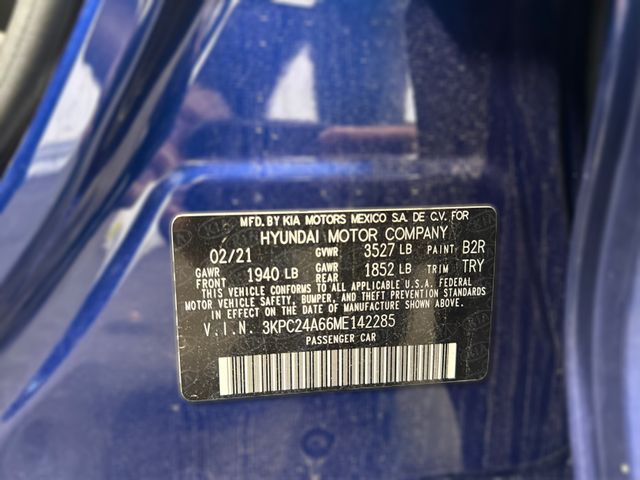 MFD. BY KIA MOTORS MEXICO S.A. DE C.V. FOR
HYUNDAI MOTOR COMPANY
02/21 GVWR 3527 LB PAINT B2R
GAWR FRONT 1940 LB GAWR REAR 1852 LB TRIM TRY
THIS VEHICLE CONFORMS TO ALL APPLICABLE U.S.A. FEDERAL
MOTOR VEHICLE SAFETY, BUMPER, AND THEFT PREVENTION STANDARDS
IN EFFECT ON THE DATE OF MANUFACTURE SHOWN ABOVE.
V.I.N. 3KPC24A66ME142285
PASSENGER CAR